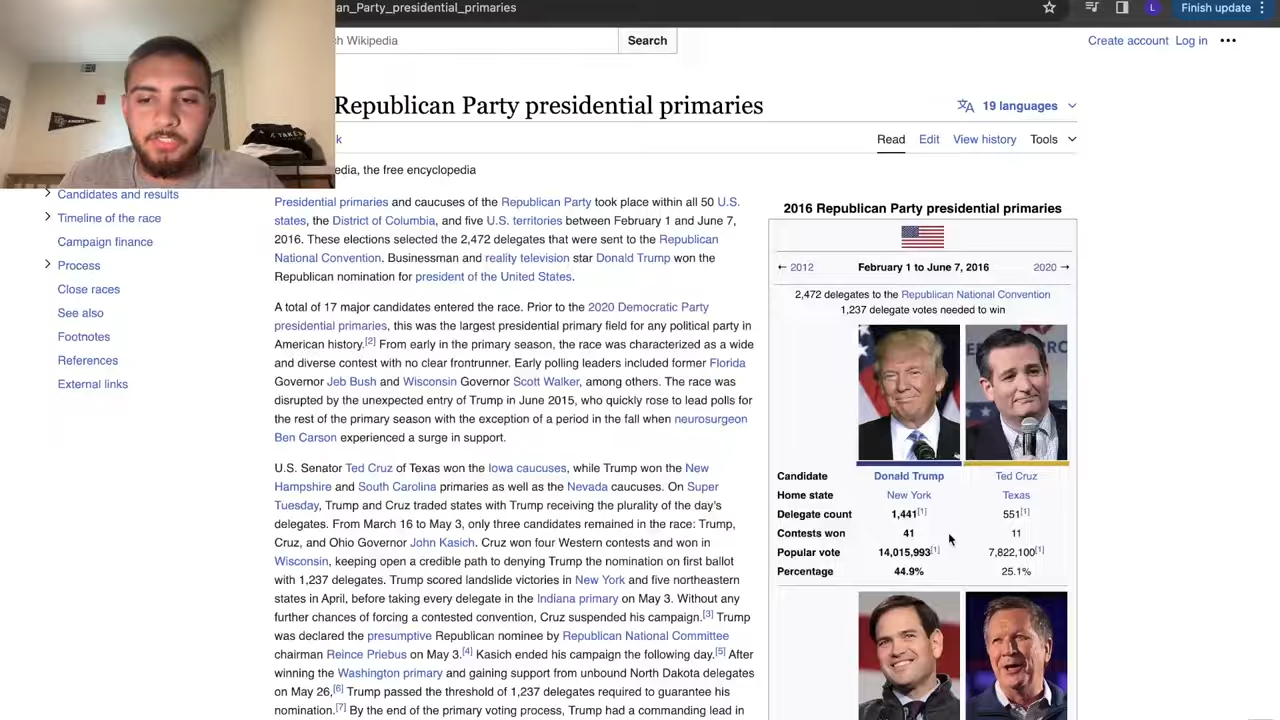 an_Party_presidential_primaries
L
Finish update
h Wikipedia
Search
Create account
Log in
Republican Party presidential primaries
19 languages
k
Read
Edit
View history
Tools
edia, the free encyclopedia
Candidates and results
Timeline of the race
Campaign finance
Process
Close races
See also
Footnotes
References
External links
Presidential primaries and caucuses of the Republican Party took place within all 50 U.S.
states, the District of Columbia, and five U.S. territories between February 1 and June 7,
2016. These elections selected the 2,472 delegates that were sent to the Republican
National Convention. Businessman and reality television star Donald Trump won the
Republican nomination for president of the United States.
A total of 17 major candidates entered the race. Prior to the 2020 Democratic Party
presidential primaries, this was the largest presidential primary field for any political party in
American history.[2] From early in the primary season, the race was characterized as a wide
and diverse contest with no clear frontrunner. Early polling leaders included former Florida
Governor Jeb Bush and Wisconsin Governor Scott Walker, among others. The race was
disrupted by the unexpected entry of Trump in June 2015, who quickly rose to lead polls for
the rest of the primary season with the exception of a period in the fall when neurosurgeon
Ben Carson experienced a surge in support.
U.S. Senator Ted Cruz of Texas won the Iowa caucuses, while Trump won the New
Hampshire and South Carolina primaries as well as the Nevada caucuses. On Super
Tuesday, Trump and Cruz traded states with Trump receiving the plurality of the day's
delegates. From March 16 to May 3, only three candidates remained in the race: Trump,
Cruz, and Ohio Governor John Kasich. Cruz won four Western contests and won in
Wisconsin, keeping open a credible path to denying Trump the nomination on first ballot
with 1,237 delegates. Trump scored landslide victories in New York and five northeastern
states in April, before taking every delegate in the Indiana primary on May 3. Without any
further chances of forcing a contested convention, Cruz suspended his campaign.[3] Trump
was declared the presumptive Republican nominee by Republican National Committee
chairman Reince Priebus on May 3.[4] Kasich ended his campaign the following day.[5] After
winning the Washington primary and gaining support from unbound North Dakota delegates
on May 26,[6] Trump passed the threshold of 1,237 delegates required to guarantee his
nomination.[7] By the end of the primary voting process, Trump had a commanding lead in
2016 Republican Party presidential primaries
← 2012 February 1 to June 7, 2016 2020 →
2,472 delegates to the Republican National Convention
1,237 delegate votes needed to win
Candidate Donald Trump Ted Cruz
Home state New York Texas
Delegate count 1,441[1] 551[1]
Contests won 41 11
Popular vote 14,015,993[1] 7,822,100[1]
Percentage 44.9% 25.1%